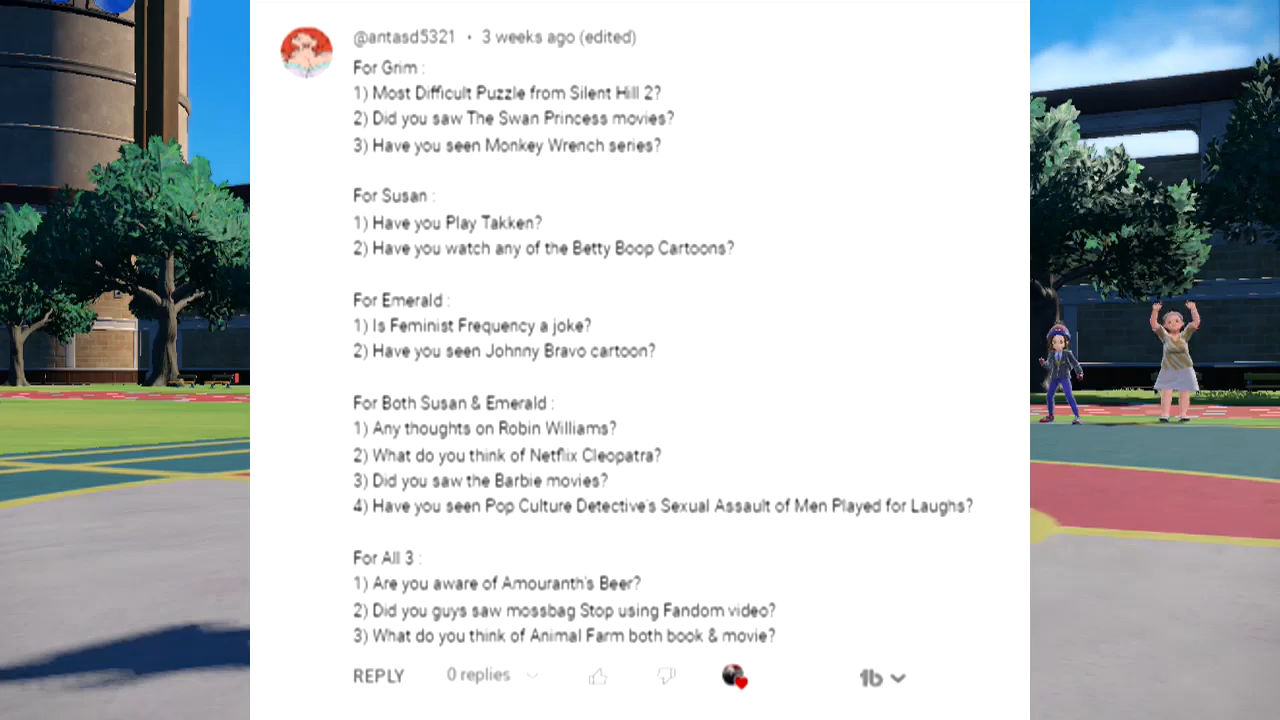 @antasd5321 • 3 weeks ago (edited)
For Grim :
1) Most Difficult Puzzle from Silent Hill 2?
2) Did you saw The Swan Princess movies?
3) Have you seen Monkey Wrench series?
For Susan :
1) Have you Play Takken?
2) Have you watch any of the Betty Boop Cartoons?
For Emerald :
1) Is Feminist Frequency a joke?
2) Have you seen Johnny Bravo cartoon?
For Both Susan & Emerald :
1) Any thoughts on Robin Williams?
2) What do you think of Netflix Cleopatra?
3) Did you saw the Barbie movies?
4) Have you seen Pop Culture Detective's Sexual Assault of Men Played for Laughs?
For All 3 :
1) Are you aware of Amouranth's Beer?
2) Did you guys saw mossbag Stop using Fandom video?
3) What do you think of Animal Farm both book & movie?
REPLY 0 replies 1b